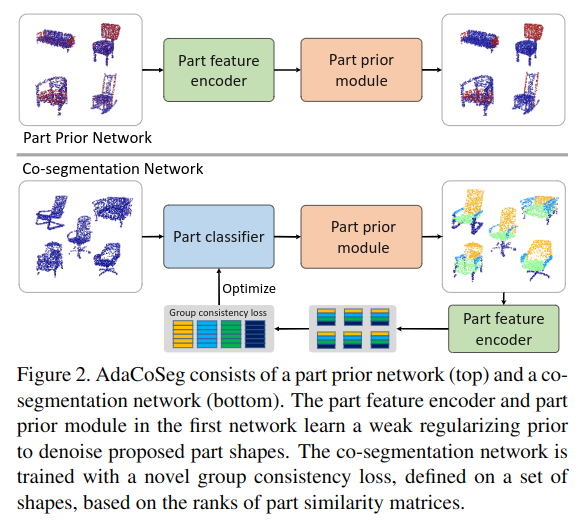 Part feature
encoder
Part prior
module
Part Prior Network
Co-segmentation Network
Part classifier
Part prior
module
Optimize
Group consistency loss
Part feature
encoder
Figure 2. AdaCoSeg consists of a part prior network (top) and a co-
segmentation network (bottom). The part feature encoder and part
prior module in the first network learn a weak regularizing prior
to denoise proposed part shapes. The co-segmentation network is
trained with a novel group consistency loss, defined on a set of
shapes, based on the ranks of part similarity matrices.